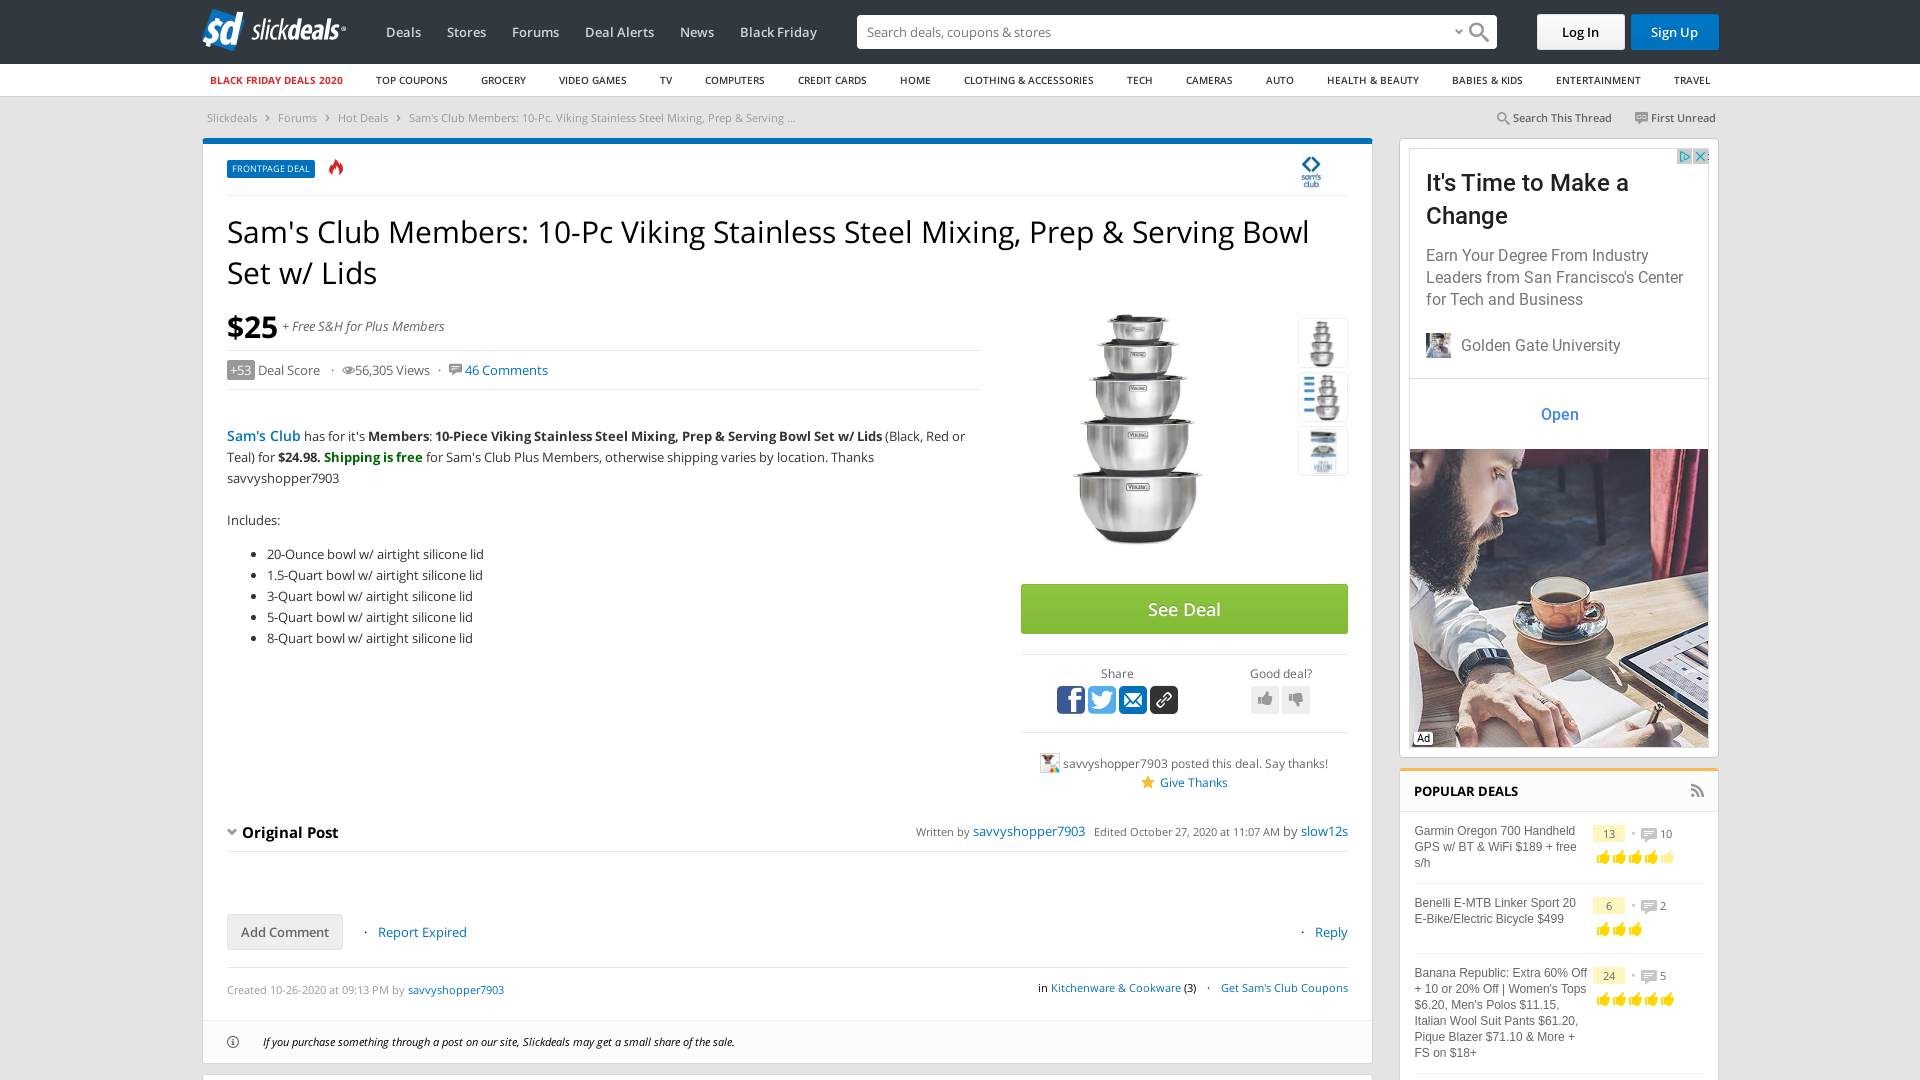 slickdeals
Deals Stores Forums Deal Alerts News Black Friday
Search deals, coupons & shares
Log In
Sign Up
BLACK FRIDAY DEALS 2020 TOP COUPONS GROCERY VIDEO GAMES TV COMPUTERS CREDIT CARDS HOME CLOTHING & ACCESSORIES TECH CAMERAS AUTO HEALTH & BEAUTY BABIES & KIDS ENTERTAINMENT TRAVEL
Slickdeals › Forums › Hot Deals › Sam's Club Members: 10-Pc. Viking Stainless Steel Mixing, Prep & Serving ...
Search This Thread First Unread
FRONTPAGE DEAL
sam's
club
Sam's Club Members: 10-Pc Viking Stainless Steel Mixing, Prep & Serving Bowl
Set w/ Lids
$25 + Free S&H for Plus Members
+53 Deal Score · 56,305 Views · 46 Comments
Sam's Club has for it's Members: 10-Piece Viking Stainless Steel Mixing, Prep & Serving Bowl Set w/ Lids (Black, Red or
Teal) for $24.98. Shipping is free for Sam's Club Plus Members, otherwise shipping varies by location. Thanks
savvyshopper7903
Includes:
• 20-Ounce bowl w/ airtight silicone lid
• 1.5-Quart bowl w/ airtight silicone lid
• 3-Quart bowl w/ airtight silicone lid
• 5-Quart bowl w/ airtight silicone lid
• 8-Quart bowl w/ airtight silicone lid
VIKING
VIKING
VIKING
See Deal
Share
Good deal?
savvyshopper7903 posted this deal. Say thanks!
Give Thanks
Original Post
Written by savvyshopper7903 Edited October 27, 2020 at 11:07 AM by slow12s
Add Comment · Report Expired
· Reply
Created 10-26-2020 at 09:13 PM by savvyshopper7903
in Kitchenware & Cookware (3) · Get Sam's Club Coupons
If you purchase something through a post on our site, Slickdeals may get a small share of the sale.
It's Time to Make a
Change
Earn Your Degree From Industry
Leaders from San Francisco's Center
for Tech and Business
Golden Gate University
Open
Ad
POPULAR DEALS
Garmin Oregon 700 Handheld
GPS w/ BT & WiFi $189 + free
s/h
13 • 10
Benelli E-MTB Linker Sport 20
E-Bike/Electric Bicycle $499
6 • 2
Banana Republic: Extra 60% Off
+ 10 or 20% Off | Women's Tops
$6.20, Men's Polos $11.15,
Italian Wool Suit Pants $61.20,
Pique Blazer $71.10 & More +
FS on $18+
24 • 5